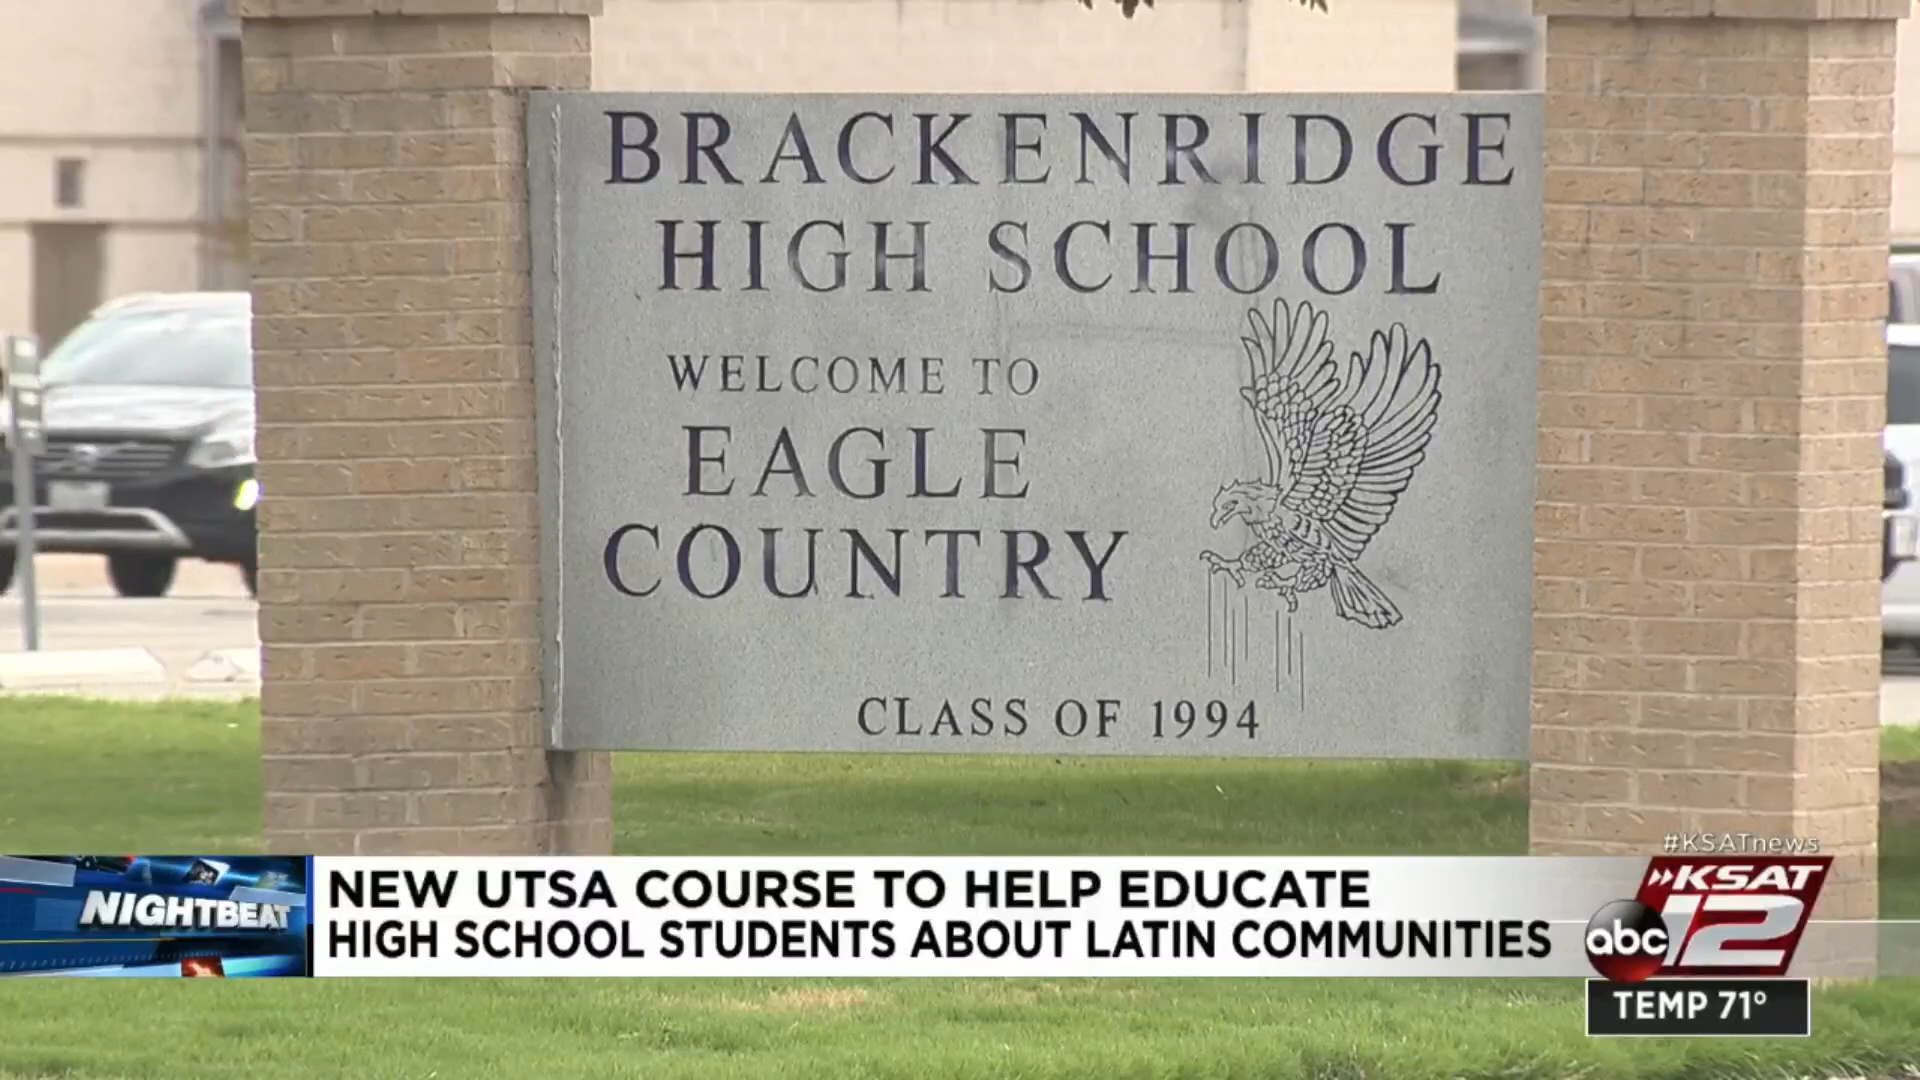 BRACKENRIDGE
HIGH SCHOOL
WELCOME TO
EAGLE
COUNTRY
CLASS OF 1994
#KSATnews
NIGHTBEAT
NEW UTSA COURSE TO HELP EDUCATE
HIGH SCHOOL STUDENTS ABOUT LATIN COMMUNITIES
KSAT
abc 12
TEMP 71°